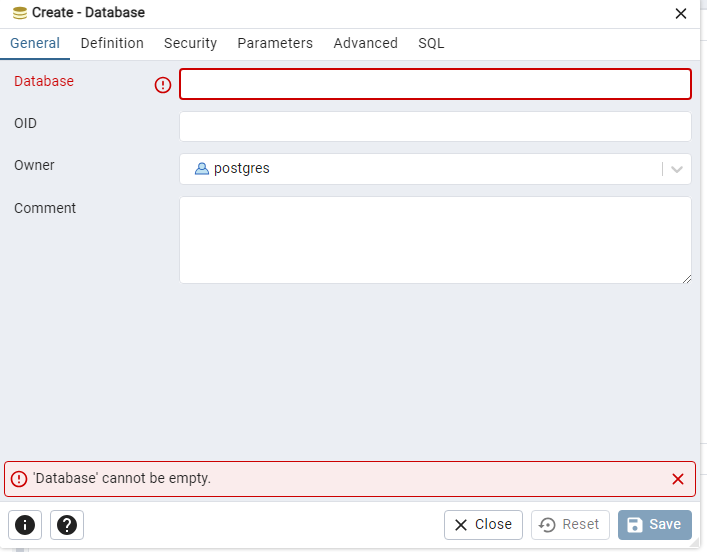 Create - Database
General Definition Security Parameters Advanced SQL
Database
OID
Owner postgres
Comment
'Database' cannot be empty.
Close Reset Save